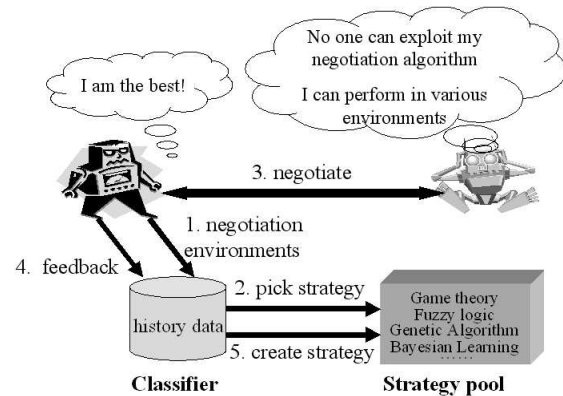 No one can exploit my
negotiation algorithm
I can perform in various
environments
I am the best!
3. negotiate
1. negotiation
environments
4. feedback
2. pick strategy
history data
5. create strategy
Game theory
Fuzzy logic
Genetic Algorithm
Bayesian Learning
......
Classifier
Strategy pool